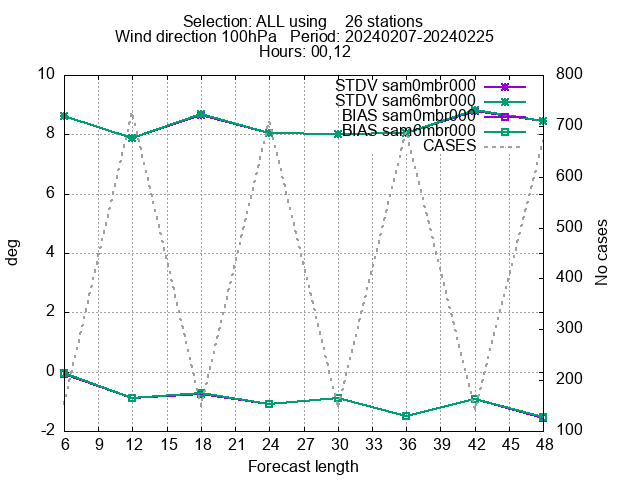 Selection: ALL using    26 stations
Wind direction 100hPa   Period: 20240207-20240225
Hours: 00,12
STDV sam0mbr000
STDV sam6mbr000
BIAS sam0mbr000
BIAS sam6mbr000
CASES
10
8
6
4
2
0
-2
deg
800
700
600
500
400
300
200
100
No cases
6 9 12 15 18 21 24 27 30 33 36 39 42 45 48
Forecast length